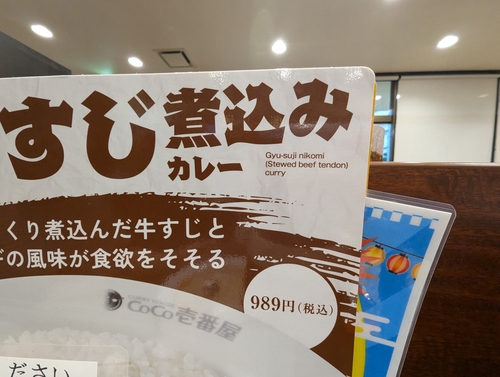 すじ煮込み
カレー
Gyu-suji nikomi
(Stewed beef tendon)
curry
くり煮込んだ牛すじと
の風味が食欲をそそる
989円(税込)
CoCo壱番屋
ださい